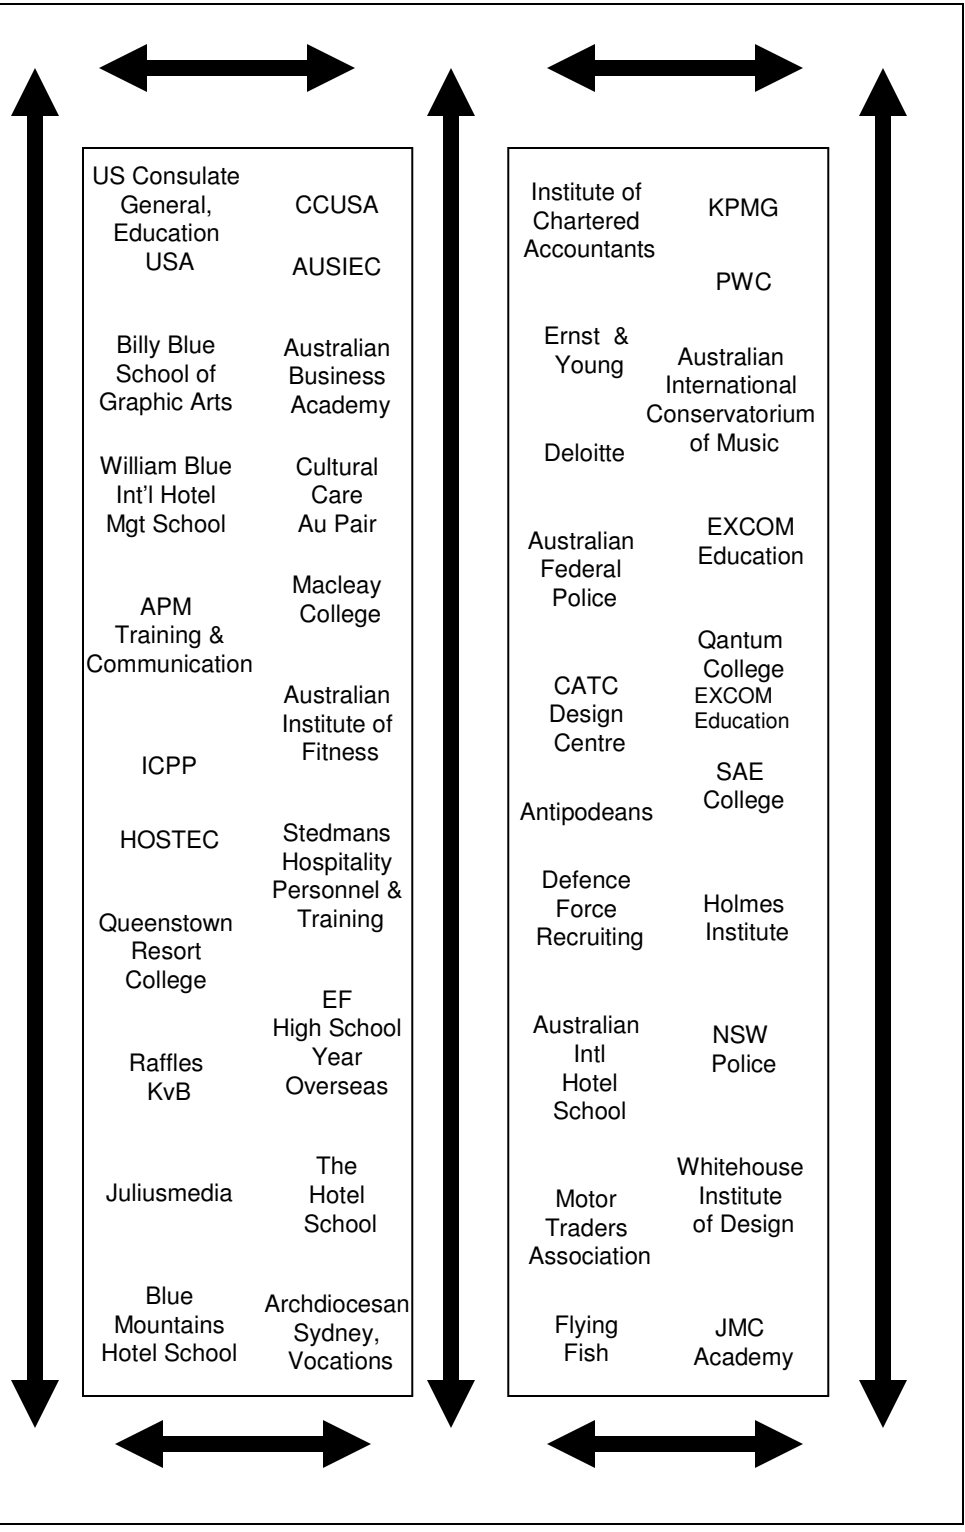 US Consulate
General,
Education
USA
Billy Blue
School of
Graphic Arts
William Blue
Int'l Hotel
Mgt School
APM
Training &
Communication
ICPP
HOSTEC
Queenstown
Resort
College
Raffles
KvB
Juliusmedia
Blue
Mountains
Hotel School
CCUSA
AUSIEC
Australian
Business
Academy
Cultural
Care
Au Pair
Macleay
College
Australian
Institute of
Fitness
Stedmans
Hospitality
Personnel &
Training
EF
High School
Year
Overseas
The
Hotel
School
Archdiocesan
Sydney,
Vocations
Institute of
Chartered
Accountants
Ernst &
Young
Deloitte
Australian
Federal
Police
CATC
Design
Centre
Antipodeans
Defence
Force
Recruiting
Australian
Intl
Hotel
School
Motor
Traders
Association
Flying
Fish
KPMG
PWC
Australian
International
Conservatorium
of Music
EXCOM
Education
Qantum
College
EXCOM
Education
SAE
College
Holmes
Institute
NSW
Police
Whitehouse
Institute
of Design
JMC
Academy